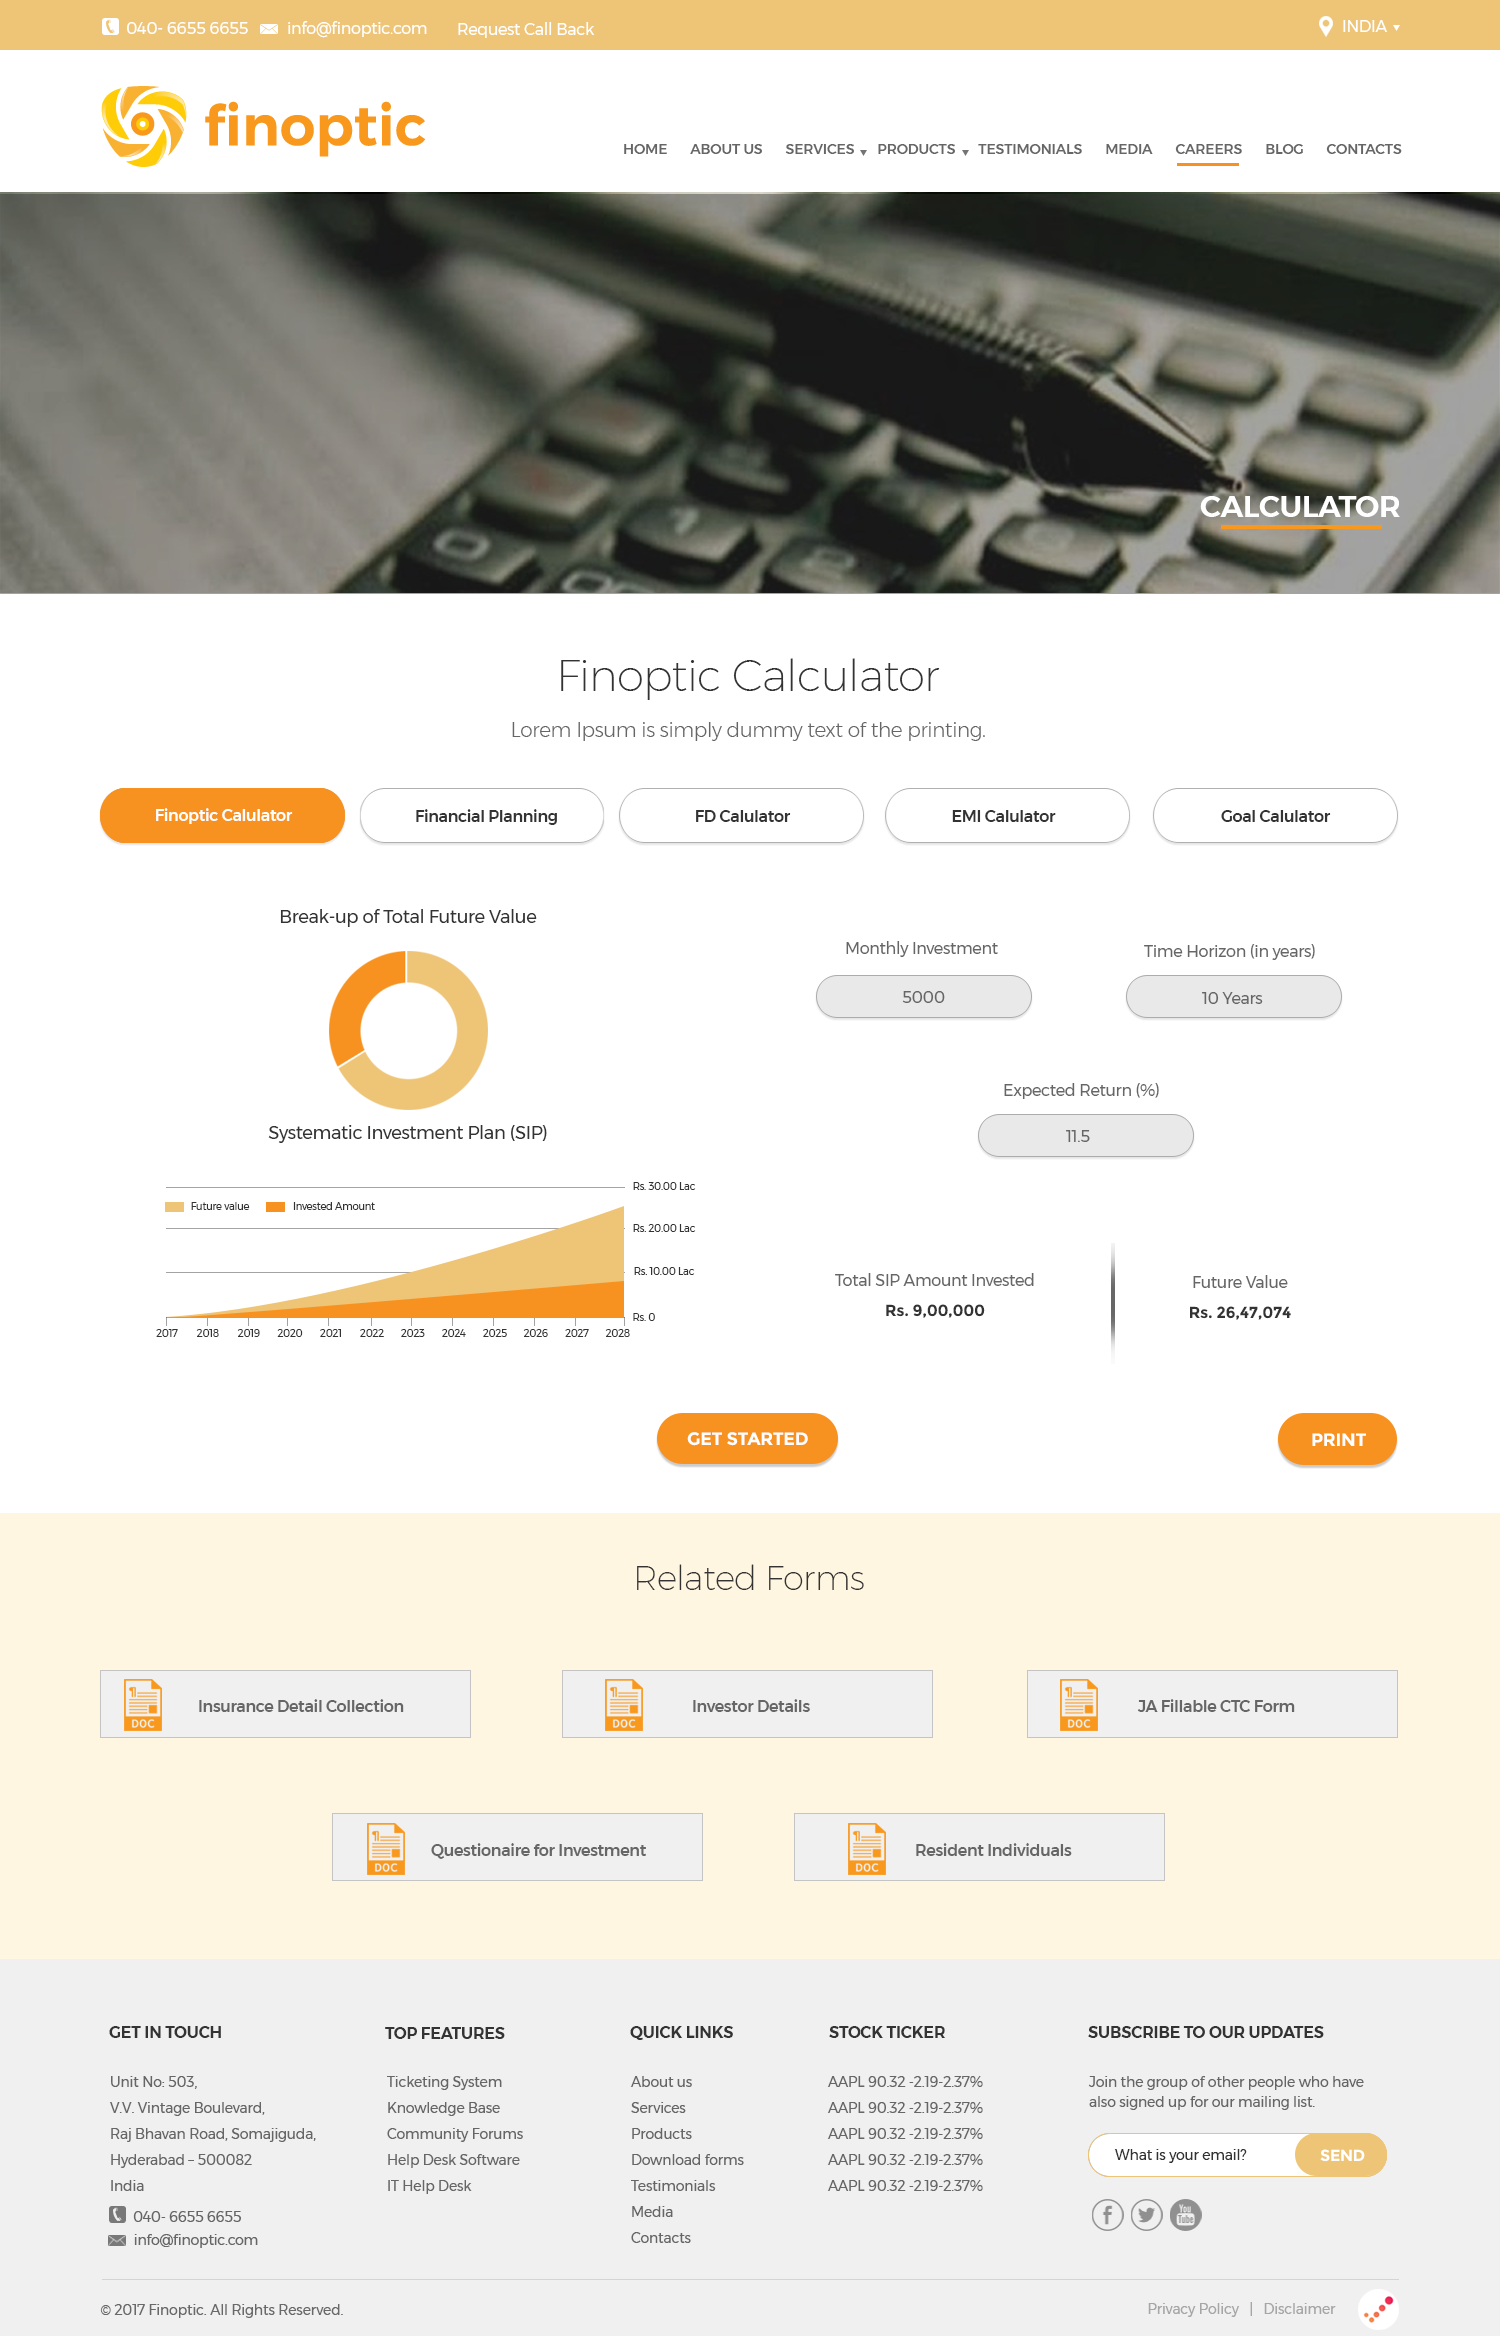 040- 6655 6655 info@finoptic.com Request Call Back INDIA
finoptic
HOME ABOUT US SERVICES PRODUCTS TESTIMONIALS MEDIA CAREERS BLOG CONTACTS
CALCULATOR
Finoptic Calculator
Lorem Ipsum is simply dummy text of the printing.
Finoptic Calulator Financial Planning FD Calulator EMI Calulator Goal Calulator
Break-up of Total Future Value
Systematic Investment Plan (SIP)
Rs. 30.00 Lac
Future value Invested Amount
Rs. 20.00 Lac
Rs. 10.00 Lac
Rs. 0
2017 2018 2019 2020 2021 2022 2023 2024 2025 2026 2027 2028
Monthly Investment Time Horizon (in years)
5000 10 Years
Expected Return (%)
11.5
Total SIP Amount Invested Future Value
Rs. 9,00,000 Rs. 26,47,074
GET STARTED PRINT
Related Forms
DOC Insurance Detail Collection
DOC Investor Details
DOC JA Fillable CTC Form
DOC Questionaire for Investment
DOC Resident Individuals
GET IN TOUCH
Unit No: 503,
V.V. Vintage Boulevard,
Raj Bhavan Road, Somajiguda,
Hyderabad – 500082
India
040- 6655 6655
info@finoptic.com
TOP FEATURES
Ticketing System
Knowledge Base
Community Forums
Help Desk Software
IT Help Desk
QUICK LINKS
About us
Services
Products
Download forms
Testimonials
Media
Contacts
STOCK TICKER
AAPL 90.32 -2.19-2.37%
AAPL 90.32 -2.19-2.37%
AAPL 90.32 -2.19-2.37%
AAPL 90.32 -2.19-2.37%
AAPL 90.32 -2.19-2.37%
SUBSCRIBE TO OUR UPDATES
Join the group of other people who have
also signed up for our mailing list.
What is your email? SEND
You
Tube
© 2017 Finoptic. All Rights Reserved. Privacy Policy | Disclaimer